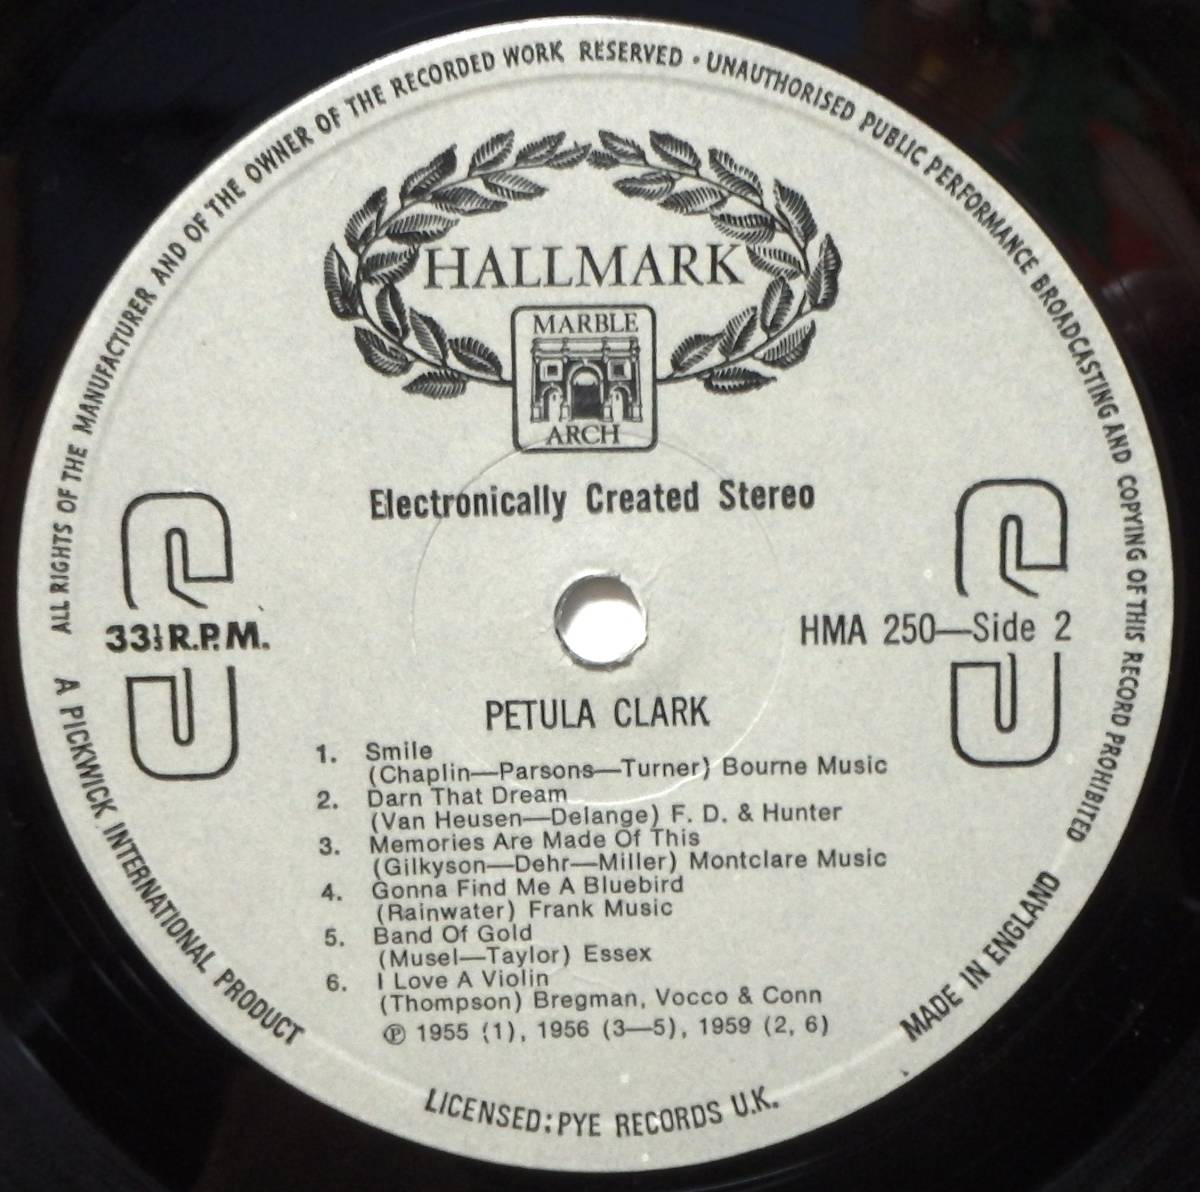 ALL RIGHTS OF THE MANUFACTURER AND OF THE OWNER OF THE RECORDED WORK RESERVED • UNAUTHORISED PUBLIC PERFORMANCE BROADCASTING AND COPYING OF THIS RECORD PROHIBITED
HALLMARK
MARBLE
ARCH
Electronically Created Stereo
S
S
33⅓ R.P.M.
HMA 250—Side 2
PETULA CLARK
1. Smile
(Chaplin—Parsons—Turner) Bourne Music
2. Darn That Dream
(Van Heusen—Delange) F. D. & Hunter
3. Memories Are Made Of This
(Gilkyson—Dehr—Miller) Montclare Music
4. Gonna Find Me A Bluebird
(Rainwater) Frank Music
5. Band Of Gold
(Musel—Taylor) Essex
6. I Love A Violin
(Thompson) Bregman, Vocco & Conn
℗ 1955 (1), 1956 (3—5), 1959 (2, 6)
A PICKWICK INTERNATIONAL PRODUCT
LICENSED: PYE RECORDS U.K.
MADE IN ENGLAND